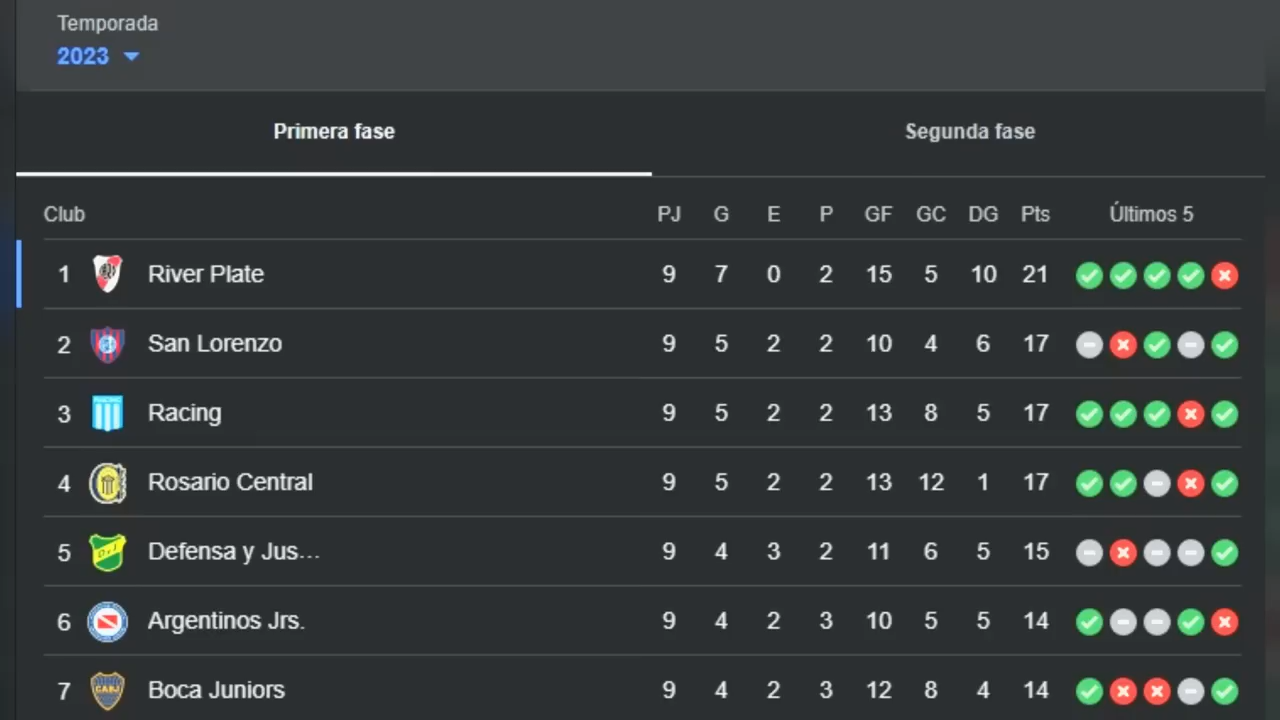 Temporada
2023
Primera fase Segunda fase
Club PJ G E P GF GC DG Pts Últimos 5
1 River Plate 9 7 0 2 15 5 10 21
2 San Lorenzo 9 5 2 2 10 4 6 17
3 Racing 9 5 2 2 13 8 5 17
4 Rosario Central 9 5 2 2 13 12 1 17
5 Defensa y Jus... 9 4 3 2 11 6 5 15
6 Argentinos Jrs. 9 4 2 3 10 5 5 14
7 CABJ Boca Juniors 9 4 2 3 12 8 4 14